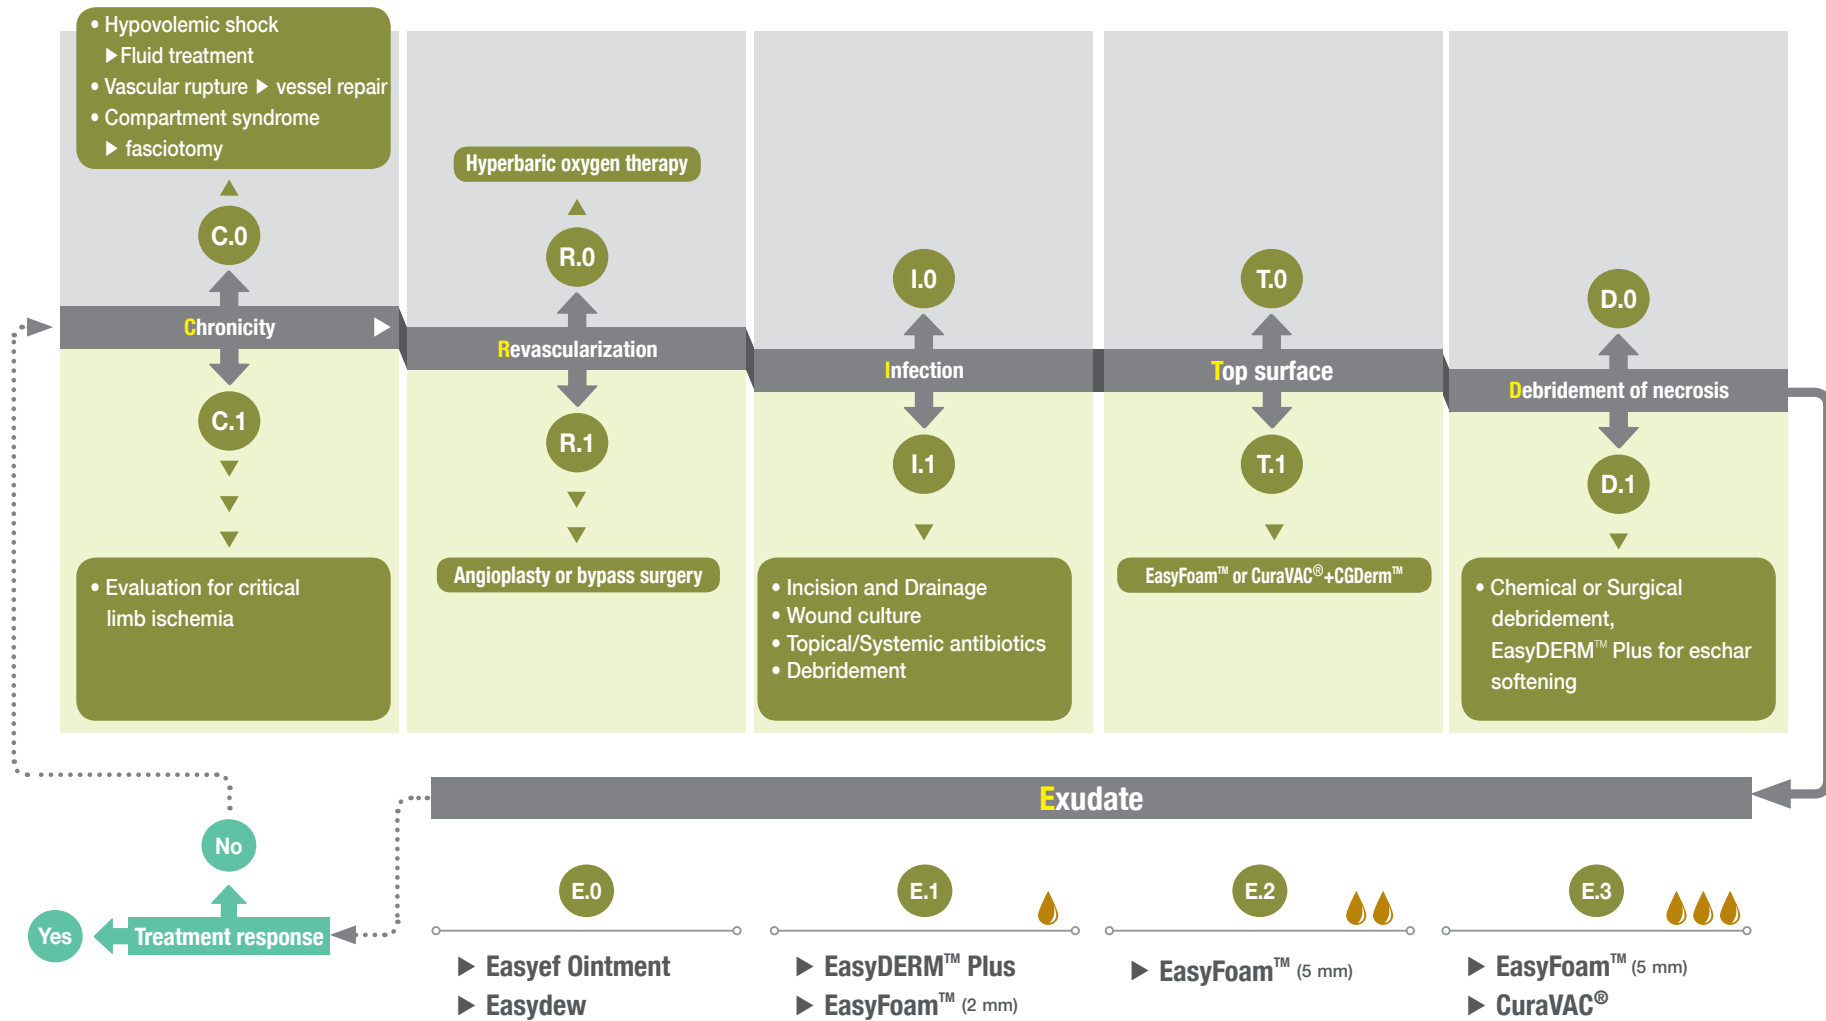 • Hypovolemic shock
▶Fluid treatment
• Vascular rupture ▶ vessel repair
• Compartment syndrome
▶ fasciotomy
C.0
Chronicity ▶
C.1
• Evaluation for critical
limb ischemia
Hyperbaric oxygen therapy
R.0
Revascularization
R.1
Angioplasty or bypass surgery
I.0
Infection
I.1
• Incision and Drainage
• Wound culture
• Topical/Systemic antibiotics
• Debridement
T.0
Top surface
T.1
EasyFoam™ or CuraVAC®+CGDerm™
D.0
Debridement of necrosis
D.1
• Chemical or Surgical
debridement,
EasyDERM™ Plus for eschar
softening
Exudate
E.0
▶ Easyef Ointment
▶ Easydew
E.1
▶ EasyDERM™ Plus
▶ EasyFoam™ (2 mm)
E.2
▶ EasyFoam™ (5 mm)
E.3
▶ EasyFoam™ (5 mm)
▶ CuraVAC®
No
Yes
Treatment response